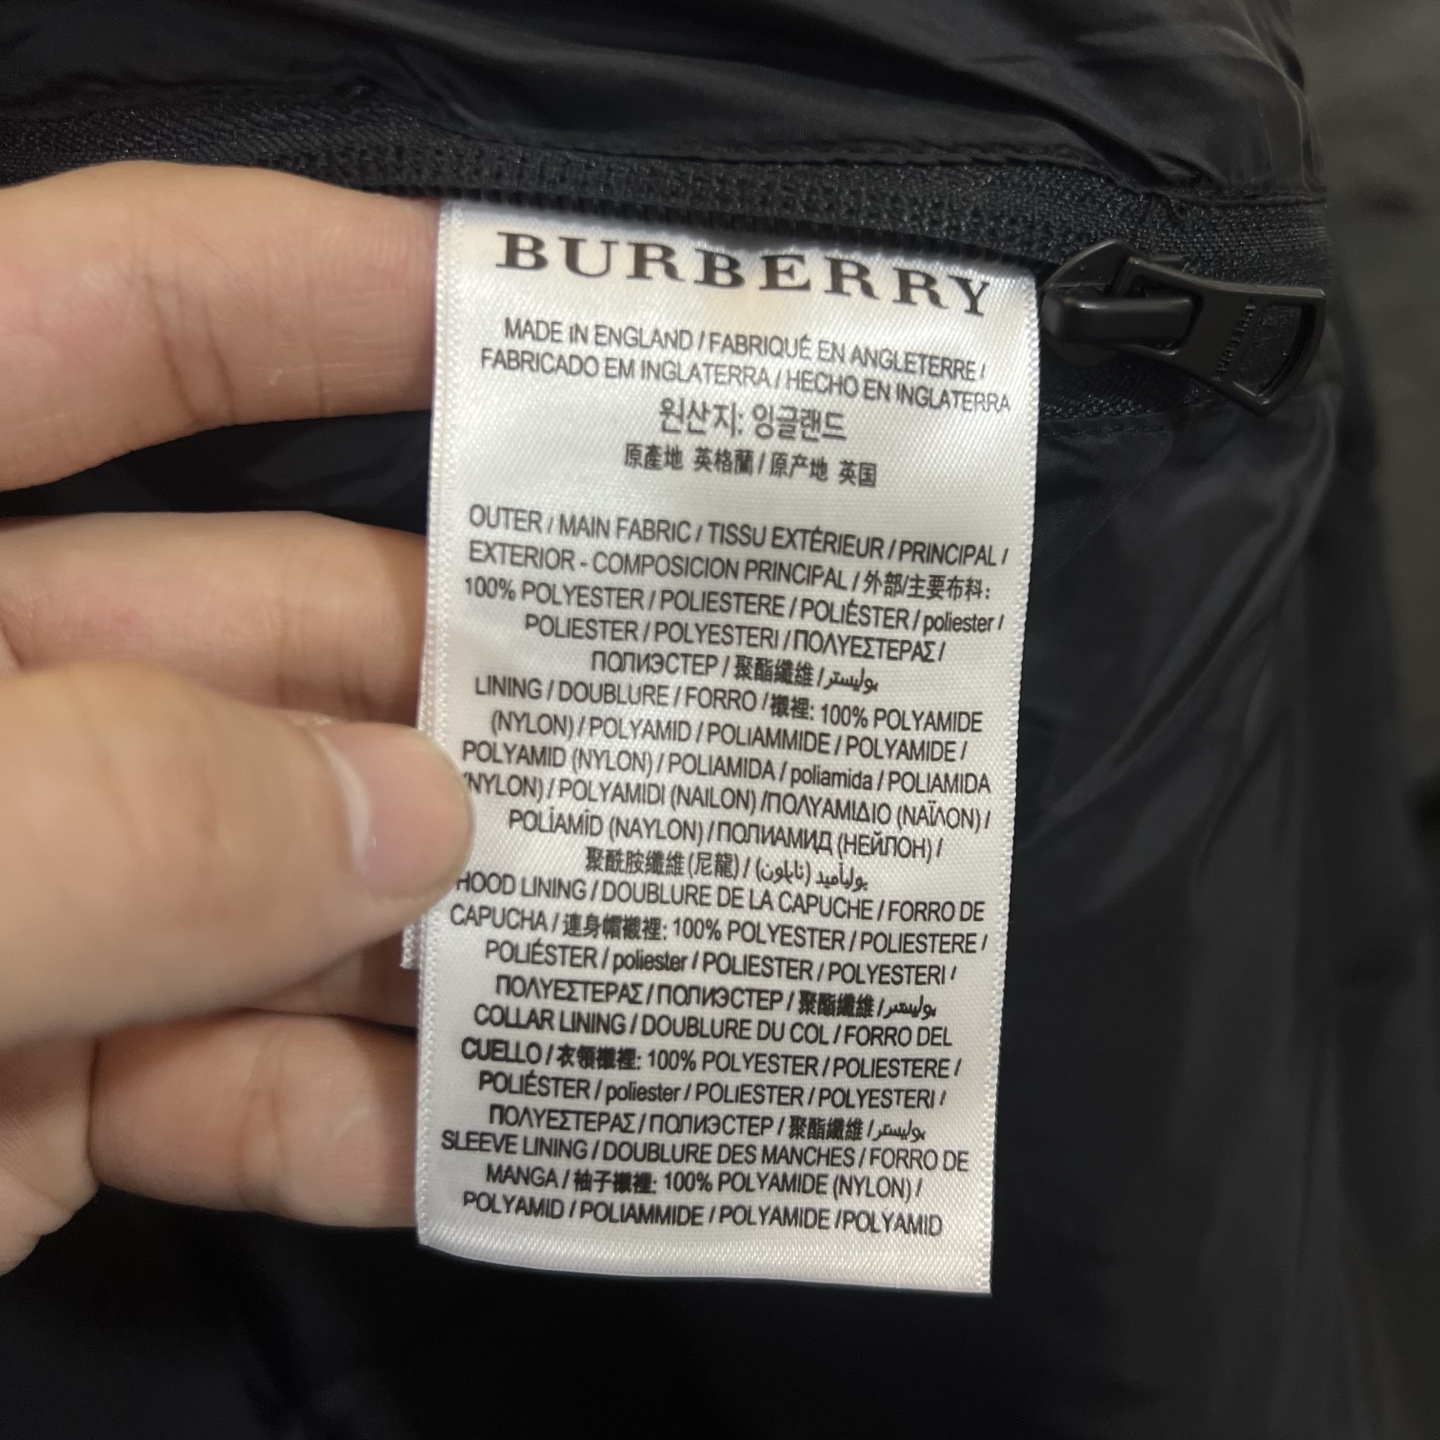 BURBERRY
MADE IN ENGLAND / FABRIQUÉ EN ANGLETERRE /
FABRICADO EM INGLATERRA / HECHO EN INGLATERRA
원산지: 잉글랜드
原產地 英格蘭 / 原产地 英国
OUTER / MAIN FABRIC / TISSU EXTÉRIEUR / PRINCIPAL /
EXTERIOR - COMPOSICION PRINCIPAL / 外部/主要布料:
100% POLYESTER / POLIESTERE / POLIÉSTER / poliester /
POLIESTER / POLYESTERI / ΠΟΛΥΕΣΤΕΡΑΣ /
ПОЛИЭСТЕР / 聚酯纖維 / بوليستر
LINING / DOUBLURE / FORRO / 襯裡: 100% POLYAMIDE
(NYLON) / POLYAMID / POLIAMMIDE / POLYAMIDE /
POLYAMID (NYLON) / POLIAMIDA / poliamida / POLIAMIDA
(NYLON) / POLYAMIDI (NAILON) /ΠΟΛΥΑΜΙΔΙΟ (ΝΑΪΛΟΝ) /
POLİAMİD (NAYLON) / ПОЛИАМИД (НЕЙЛОН) /
聚酰胺纖維 (尼龍) / بوليأميد (نايلون)
HOOD LINING / DOUBLURE DE LA CAPUCHE / FORRO DE
CAPUCHA / 連身帽襯裡: 100% POLYESTER / POLIESTERE /
POLIÉSTER / poliester / POLIESTER / POLYESTERI /
ΠΟΛΥΕΣΤΕΡΑΣ / ПОЛИЭСТЕР / 聚酯纖維 / بوليستر
COLLAR LINING / DOUBLURE DU COL / FORRO DEL
CUELLO / 衣領襯裡: 100% POLYESTER / POLIESTERE /
POLIÉSTER / poliester / POLIESTER / POLYESTERI /
ΠΟΛΥΕΣΤΕΡΑΣ / ПОЛИЭСТЕР / 聚酯纖維 / بوليستر
SLEEVE LINING / DOUBLURE DES MANCHES / FORRO DE
MANGA / 袖子襯裡: 100% POLYAMIDE (NYLON) /
POLYAMID / POLIAMMIDE / POLYAMIDE /POLYAMID
BURBERRY